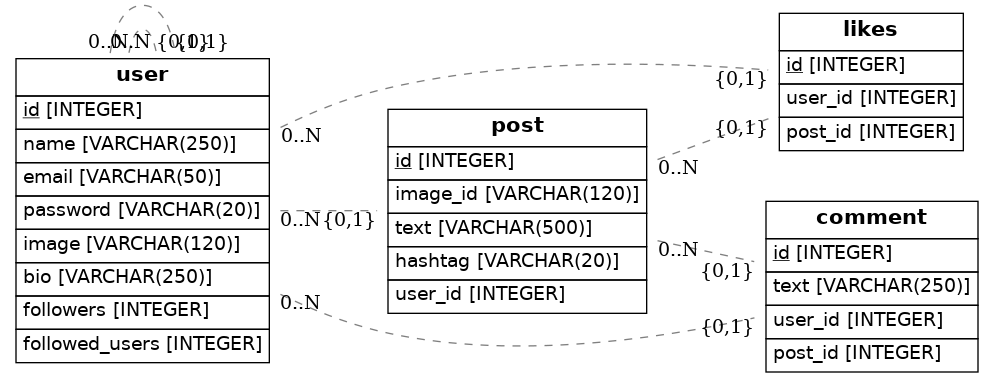 0..N 0..N {0,1} {0,1}
user
id [INTEGER]
name [VARCHAR(250)]
email [VARCHAR(50)]
password [VARCHAR(20)]
image [VARCHAR(120)]
bio [VARCHAR(250)]
followers [INTEGER]
followed_users [INTEGER]
0..N
0..N {0,1}
0..N
post
id [INTEGER]
image_id [VARCHAR(120)]
text [VARCHAR(500)]
hashtag [VARCHAR(20)]
user_id [INTEGER]
0..N
0..N
{0,1}
{0,1}
{0,1}
{0,1}
likes
id [INTEGER]
user_id [INTEGER]
post_id [INTEGER]
comment
id [INTEGER]
text [VARCHAR(250)]
user_id [INTEGER]
post_id [INTEGER]